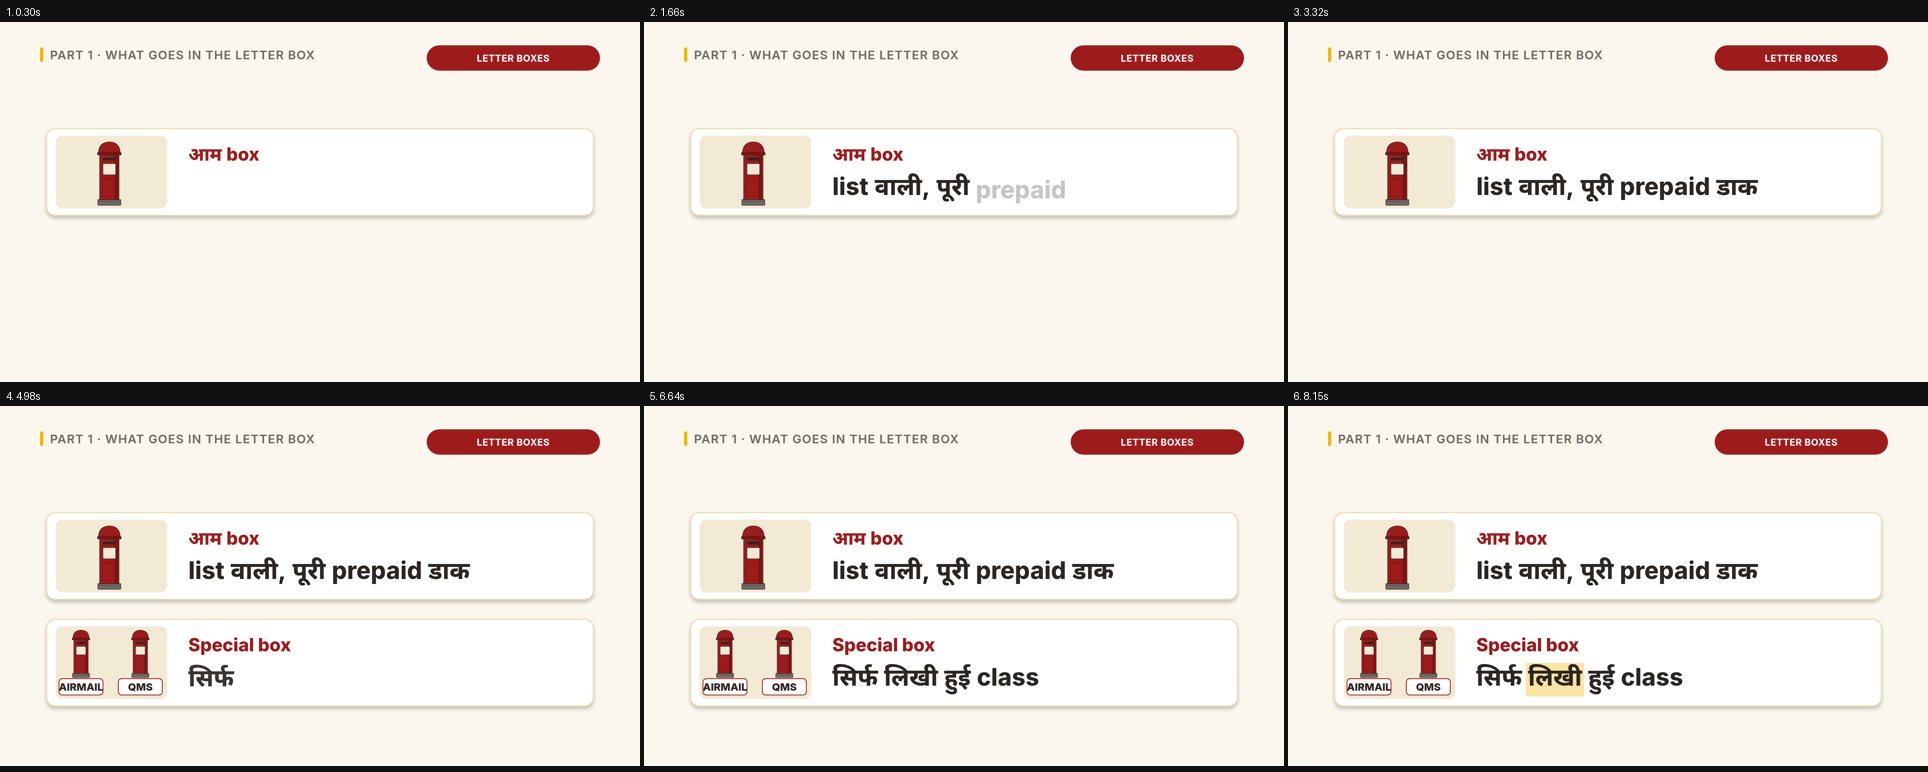 1. 0.30s
PART 1 · WHAT GOES IN THE LETTER BOX
LETTER BOXES
आम box
2. 1.66s
PART 1 · WHAT GOES IN THE LETTER BOX
LETTER BOXES
आम box
list वाली, पूरी prepaid
3. 3.32s
PART 1 · WHAT GOES IN THE LETTER BOX
LETTER BOXES
आम box
list वाली, पूरी prepaid डाक
4. 4.98s
PART 1 · WHAT GOES IN THE LETTER BOX
LETTER BOXES
आम box
list वाली, पूरी prepaid डाक
Special box
सिर्फ
AIRMAIL QMS
5. 6.64s
PART 1 · WHAT GOES IN THE LETTER BOX
LETTER BOXES
आम box
list वाली, पूरी prepaid डाक
Special box
सिर्फ लिखी हुई class
AIRMAIL QMS
6. 8.15s
PART 1 · WHAT GOES IN THE LETTER BOX
LETTER BOXES
आम box
list वाली, पूरी prepaid डाक
Special box
सिर्फ लिखी हुई class
AIRMAIL QMS